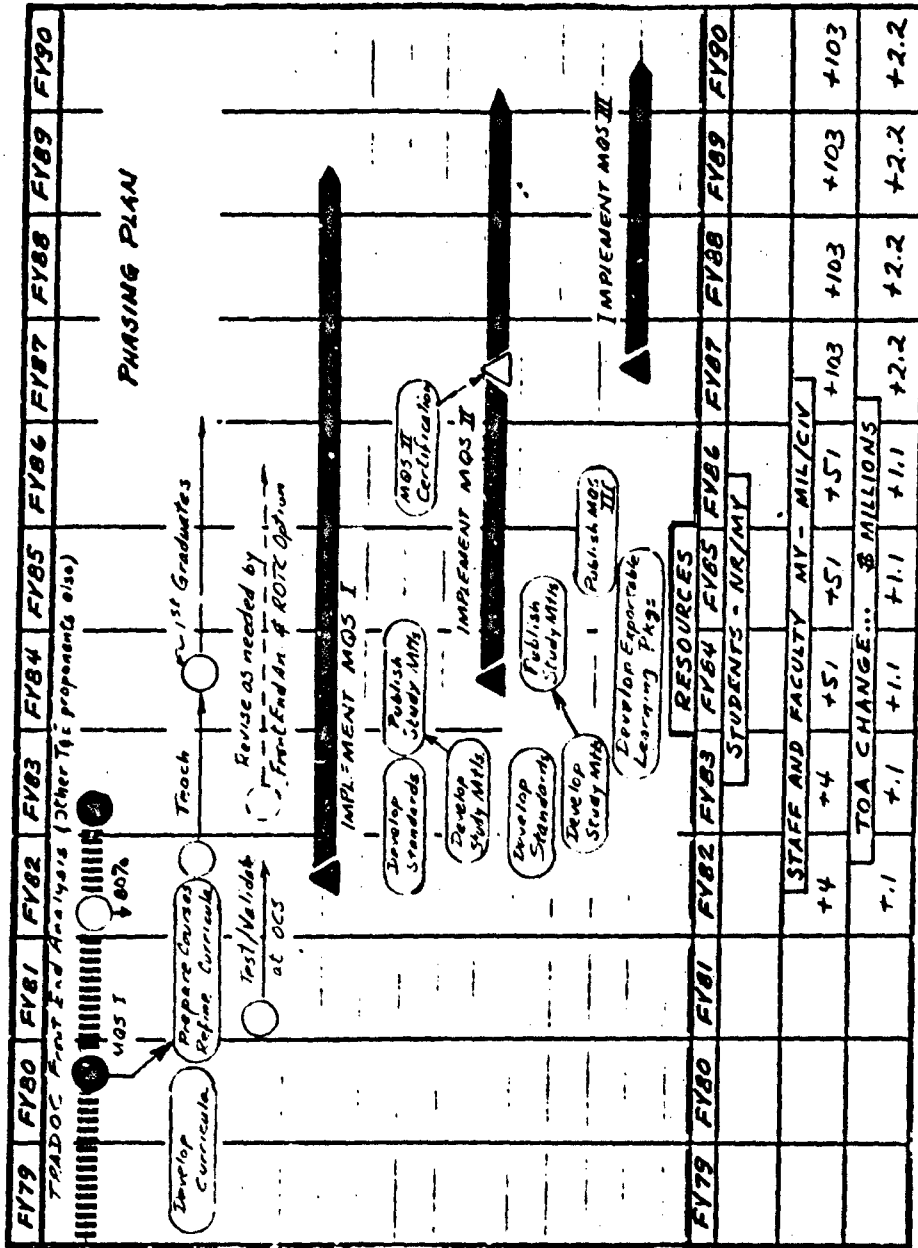 FY79 FY80 FY81 FY82 FY83 FY84 FY85 FY86 FY87 FY88 FY89 FY90
TRADOC Front End Analysis (Other Tng proponents also)
MQS I
80%
PHASING PLAN
Develop
Curricula
Prepare Courses
Refine Curricula
Teach
1st Graduates
Test/Validate
at OCS
Revise as needed by
Front End An. & ROTC Option
IMPLEMENT MQS I
Develop
Standards
Publish
Study Mtls
Develop
Study Mtls
MQS II
Certification
IMPLEMENT MQS II
Develop
Standards
Publish
Study Mtls
Develop
Study Mtls
Publish MQS
III
Develop Exportable
Learning Pkgs
IMPLEMENT MQS III
RESOURCES
FY79 FY80 FY81 FY82 FY83 FY84 FY85 FY86 FY87 FY88 FY89 FY90
STUDENTS - NR/MY
STAFF AND FACULTY MY - MIL/CIV
+4 +4 +51 +51 +51 +103 +103 +103 +103
TOA CHANGE... $ MILLIONS
+.1 +.1 +1.1 +1.1 +1.1 +2.2 +2.2 +2.2 +2.2